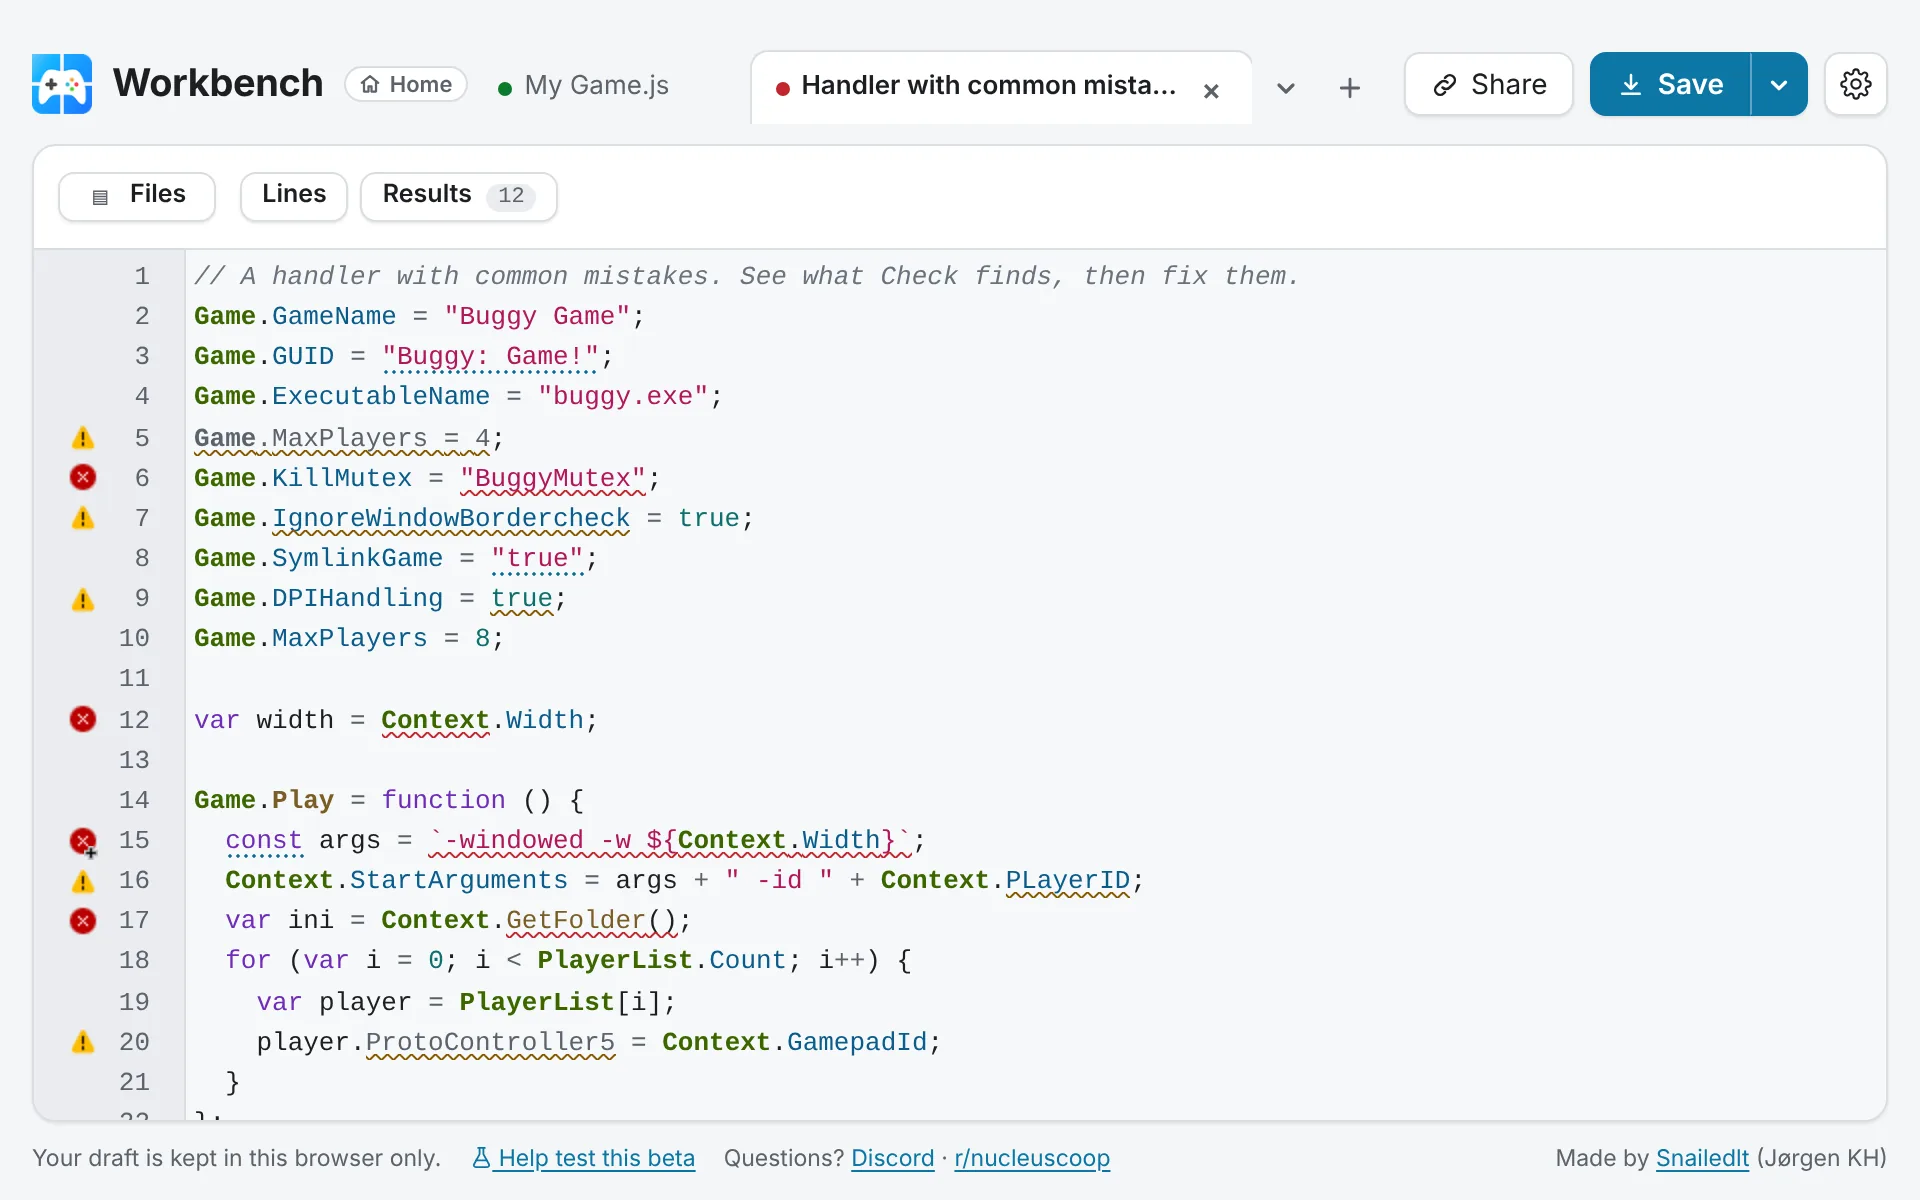 Workbench
Home
My Game.js
Handler with common mista...
Share
Save
Files
Lines
Results 12
1 // A handler with common mistakes. See what Check finds, then fix them.
2 Game.GameName = "Buggy Game";
3 Game.GUID = "Buggy: Game!";
4 Game.ExecutableName = "buggy.exe";
5 Game.MaxPlayers = 4;
6 Game.KillMutex = "BuggyMutex";
7 Game.IgnoreWindowBordercheck = true;
8 Game.SymlinkGame = "true";
9 Game.DPIHandling = true;
10 Game.MaxPlayers = 8;
11
12 var width = Context.Width;
13
14 Game.Play = function () {
15   const args = `-windowed -w ${Context.Width}`;
16   Context.StartArguments = args + " -id " + Context.PLayerID;
17   var ini = Context.GetFolder();
18   for (var i = 0; i < PlayerList.Count; i++) {
19     var player = PlayerList[i];
20     player.ProtoController5 = Context.GamepadId;
21   }
22 };
Your draft is kept in this browser only. Help test this beta Questions? Discord · r/nucleuscoop Made by SnailedIt (Jørgen KH)